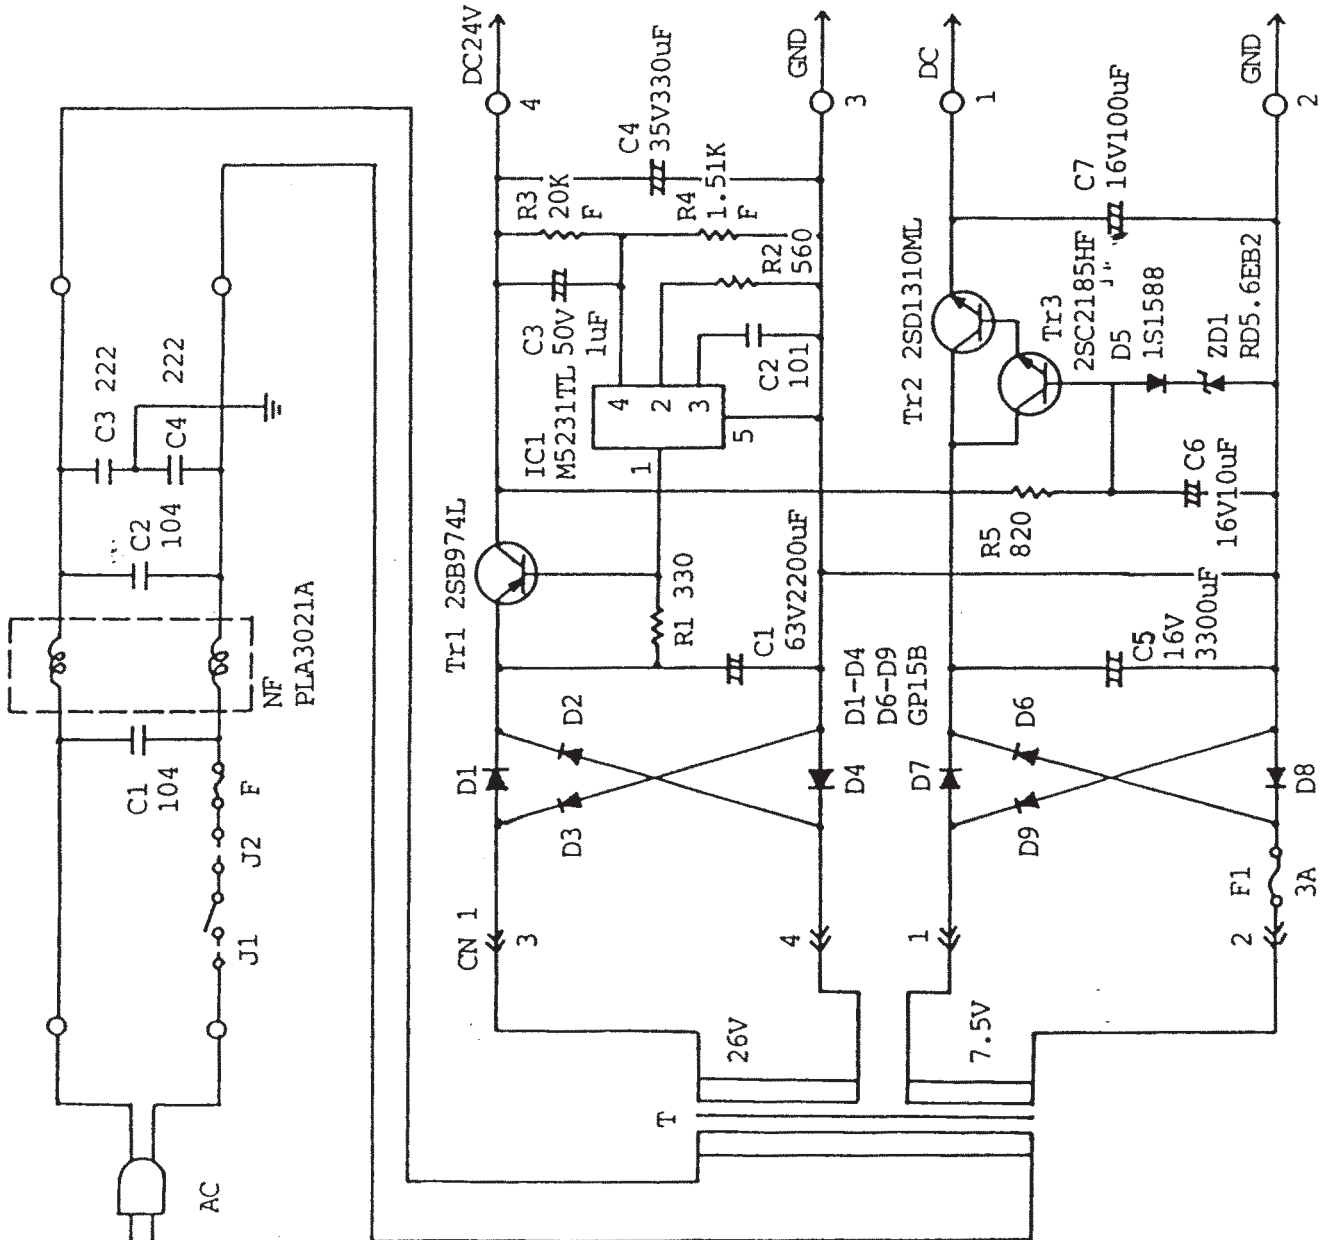 AC
J1
J2
F
C1
104
NF
PLA3021A
C2
104
C3 222
C4 222
T
26V
7.5V
CN 1
3
4
1
2
F1
3A
D1
D2
D3
D4
D1-D4
D6-D9
GP15B
D7
D6
D9
D8
Tr1 2SB974L
R1 330
C1
63V2200uF
IC1
M5231TL
1
4
2
3
5
C3
50V
1uF
C2
101
R2
560
R3
20K
F
R4
1.51K
F
C4
35V330uF
DC24V
4
GND
3
C5
16V
3300uF
R5
820
C6
16V10uF
Tr2 2SD1310ML
Tr3
2SC2185HF
D5
1S1588
ZD1
RD5.6EB2
C7
16V100uF
DC
1
GND
2